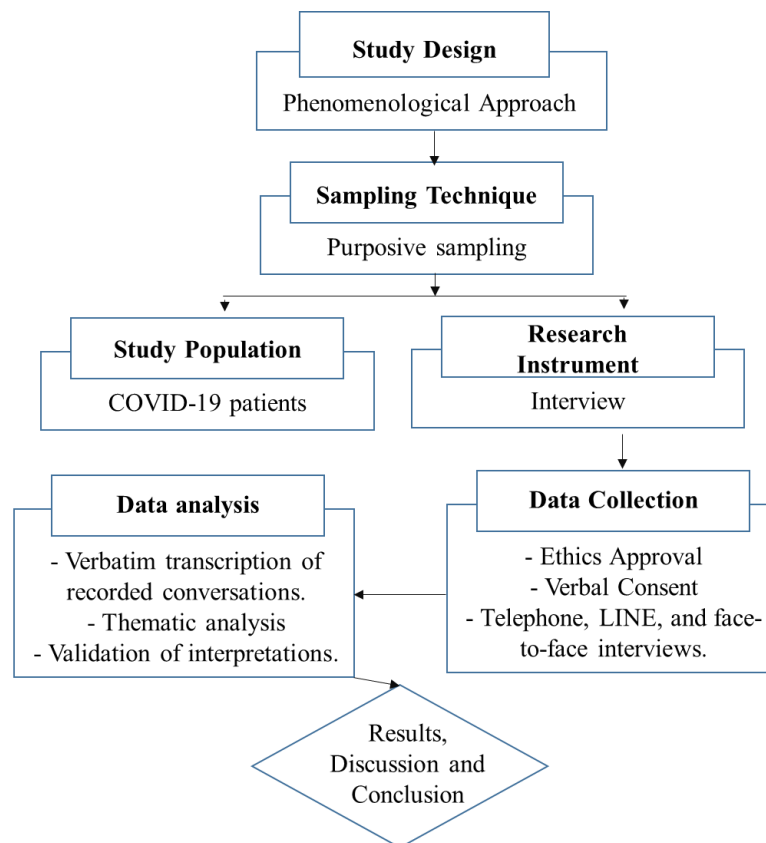 Study Design
Phenomenological Approach
Sampling Technique
Purposive sampling
Study Population
COVID-19 patients
Research
Instrument
Interview
Data Collection
- Ethics Approval
- Verbal Consent
- Telephone, LINE, and face-
to-face interviews.
Data analysis
- Verbatim transcription of
recorded conversations.
- Thematic analysis
- Validation of interpretations.
Results,
Discussion and
Conclusion